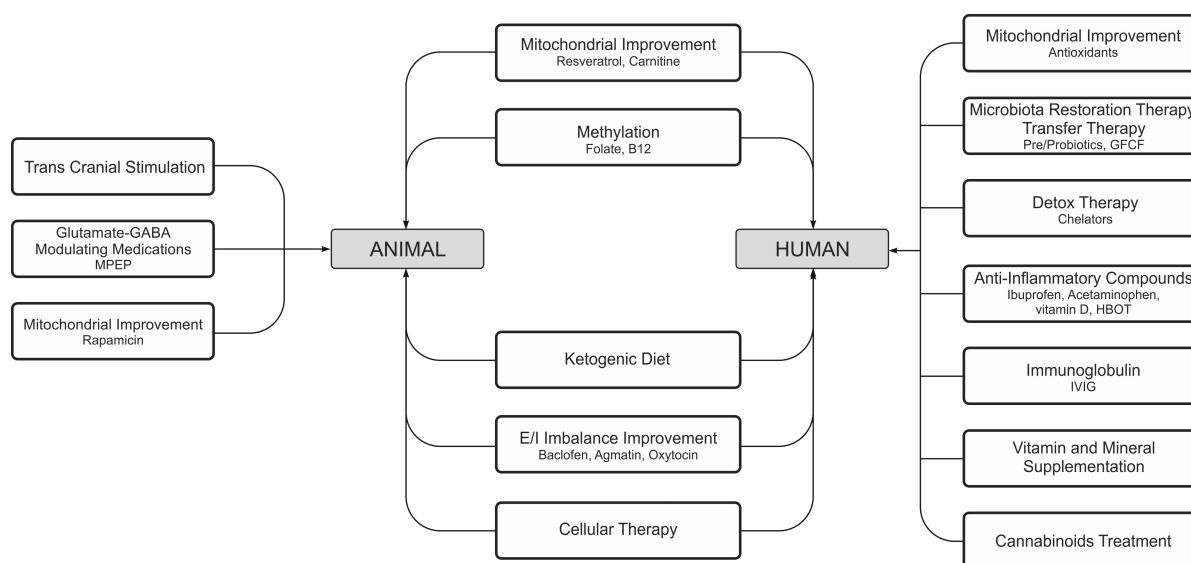 Trans Cranial Stimulation
Glutamate-GABA
Modulating Medications
MPEP
Mitochondrial Improvement
Rapamicin
ANIMAL
Mitochondrial Improvement
Resveratrol, Carnitine
Methylation
Folate, B12
Ketogenic Diet
E/I Imbalance Improvement
Baclofen, Agmatin, Oxytocin
Cellular Therapy
HUMAN
Mitochondrial Improvement
Antioxidants
Microbiota Restoration Therapy
Transfer Therapy
Pre/Probiotics, GFCF
Detox Therapy
Chelators
Anti-Inflammatory Compounds
Ibuprofen, Acetaminophen,
vitamin D, HBOT
Immunoglobulin
IVIG
Vitamin and Mineral
Supplementation
Cannabinoids Treatment